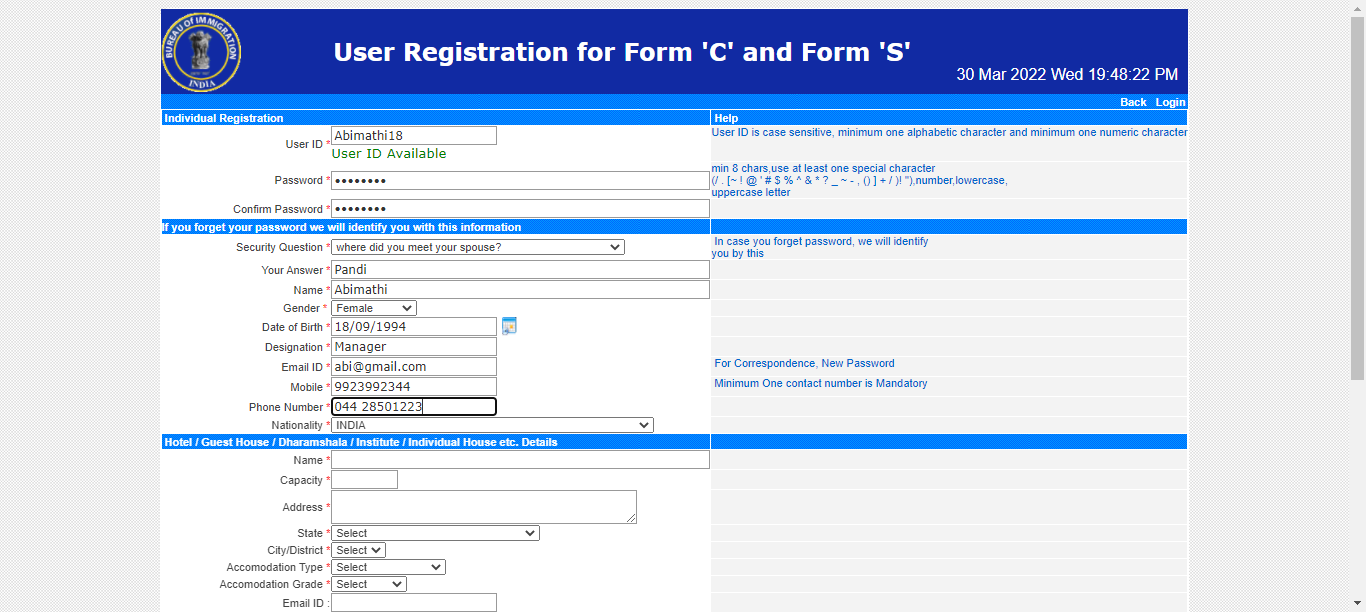 BUREAU OF IMMIGRATION
INDIA
User Registration for Form 'C' and Form 'S'
30 Mar 2022 Wed 19:48:22 PM
Back Login
Individual Registration Help
User ID * Abimathi18 User ID is case sensitive, minimum one alphabetic character and minimum one numeric character
User ID Available
Password * •••••••• min 8 chars,use at least one special character
(/ . [~ ! @ ' # $ % ^ & * ? _ ~ - , () ] + / )! "),number,lowercase,
uppercase letter
Confirm Password * ••••••••
If you forget your password we will identify you with this information
Security Question * where did you meet your spouse? In case you forget password, we will identify
you by this
Your Answer * Pandi
Name * Abimathi
Gender * Female
Date of Birth * 18/09/1994
Designation * Manager
Email ID * abi@gmail.com For Correspondence, New Password
Mobile * 9923992344 Minimum One contact number is Mandatory
Phone Number * 044 28501223
Nationality * INDIA
Hotel / Guest House / Dharamshala / Institute / Individual House etc. Details
Name *
Capacity *
Address *
State * Select
City/District * Select
Accomodation Type * Select
Accomodation Grade * Select
Email ID :